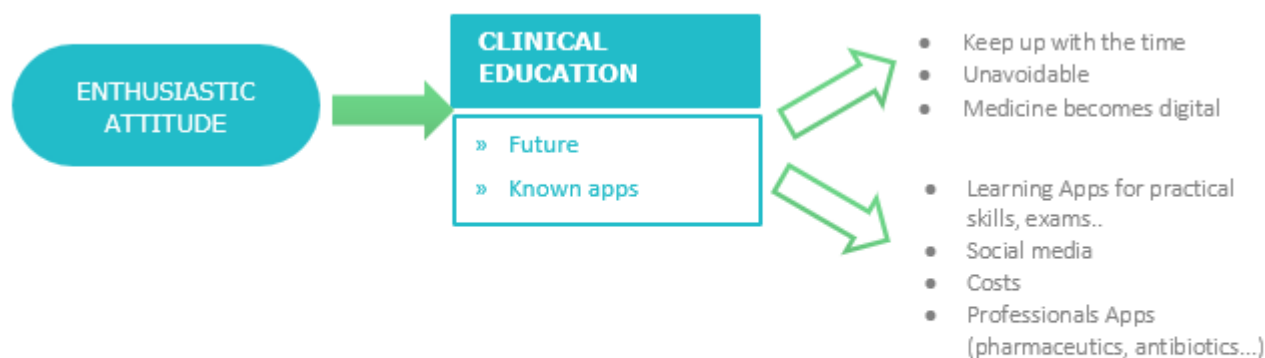 ENTHUSIASTIC
ATTITUDE
CLINICAL
EDUCATION
» Future
» Known apps
● Keep up with the time
● Unavoidable
● Medicine becomes digital
● Learning Apps for practical
skills, exams..
● Social media
● Costs
● Professionals Apps
(pharmaceutics, antibiotics...)